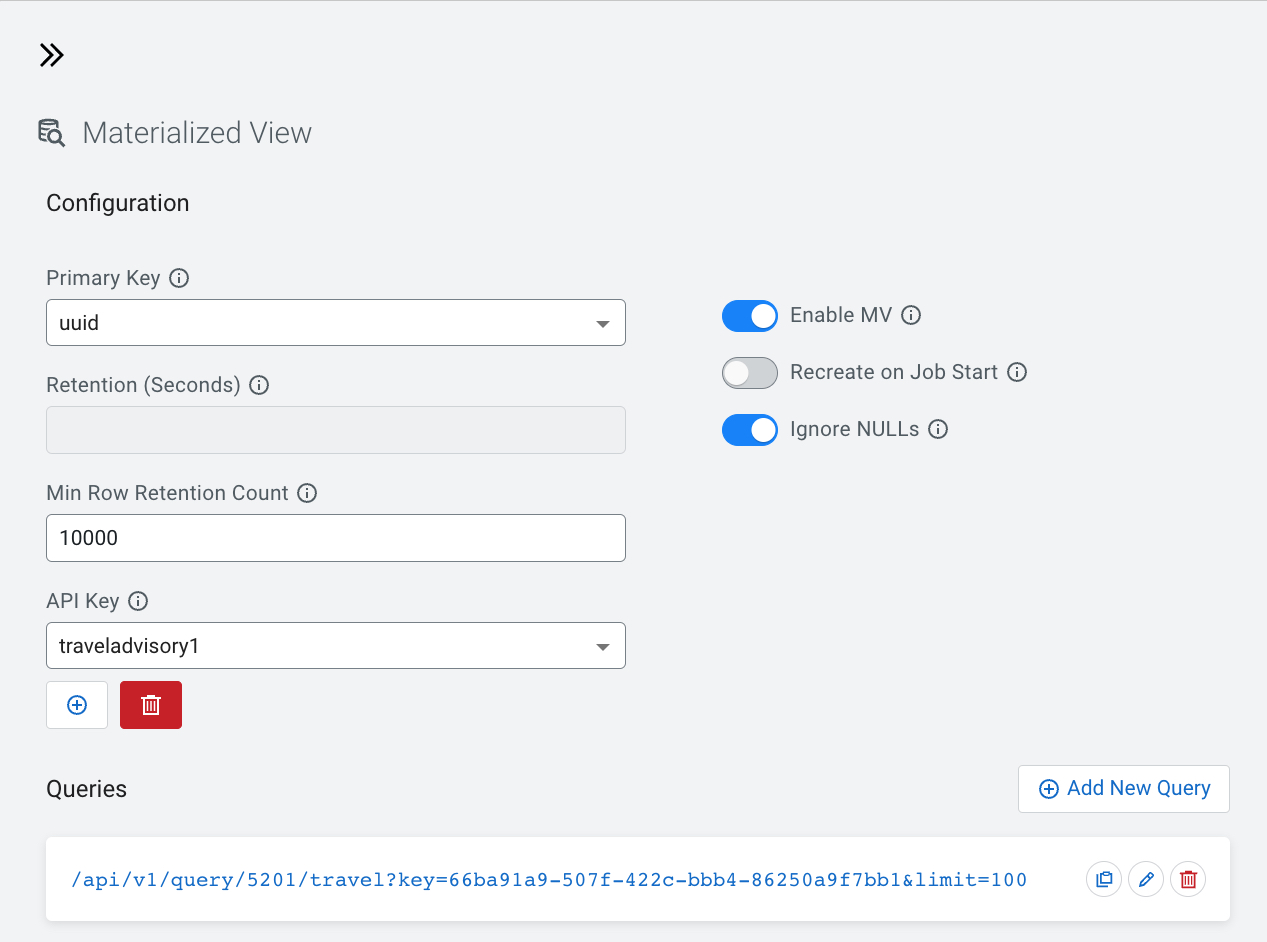 Materialized View
Configuration
Primary Key
uuid
Retention (Seconds)
Min Row Retention Count
10000
API Key
traveladvisory1
Enable MV
Recreate on Job Start
Ignore NULLs
Queries
Add New Query
/api/v1/query/5201/travel?key=66ba91a9-507f-422c-bbb4-86250a9f7bb1&limit=100